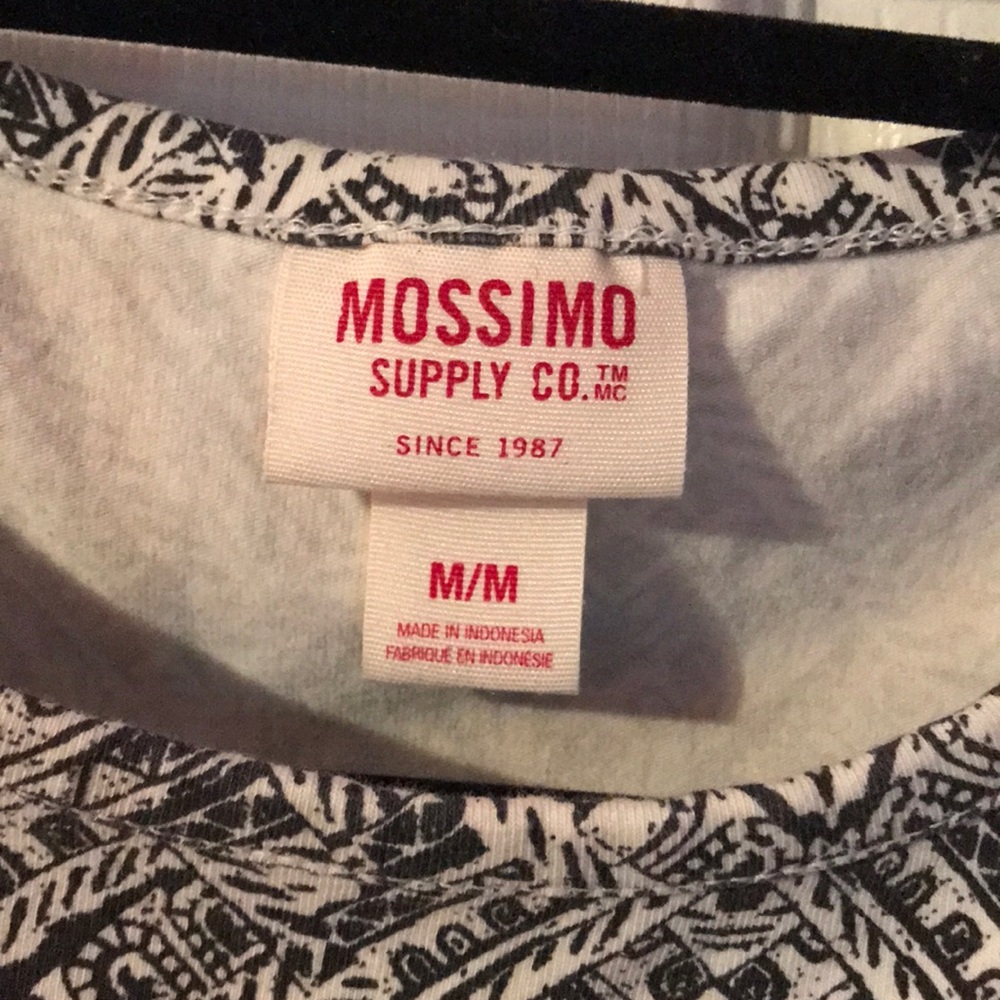 MOSSIMO
SUPPLY CO.™ MC
SINCE 1987
M/M
MADE IN INDONESIA
FABRIQUÉ EN INDONÉSIE